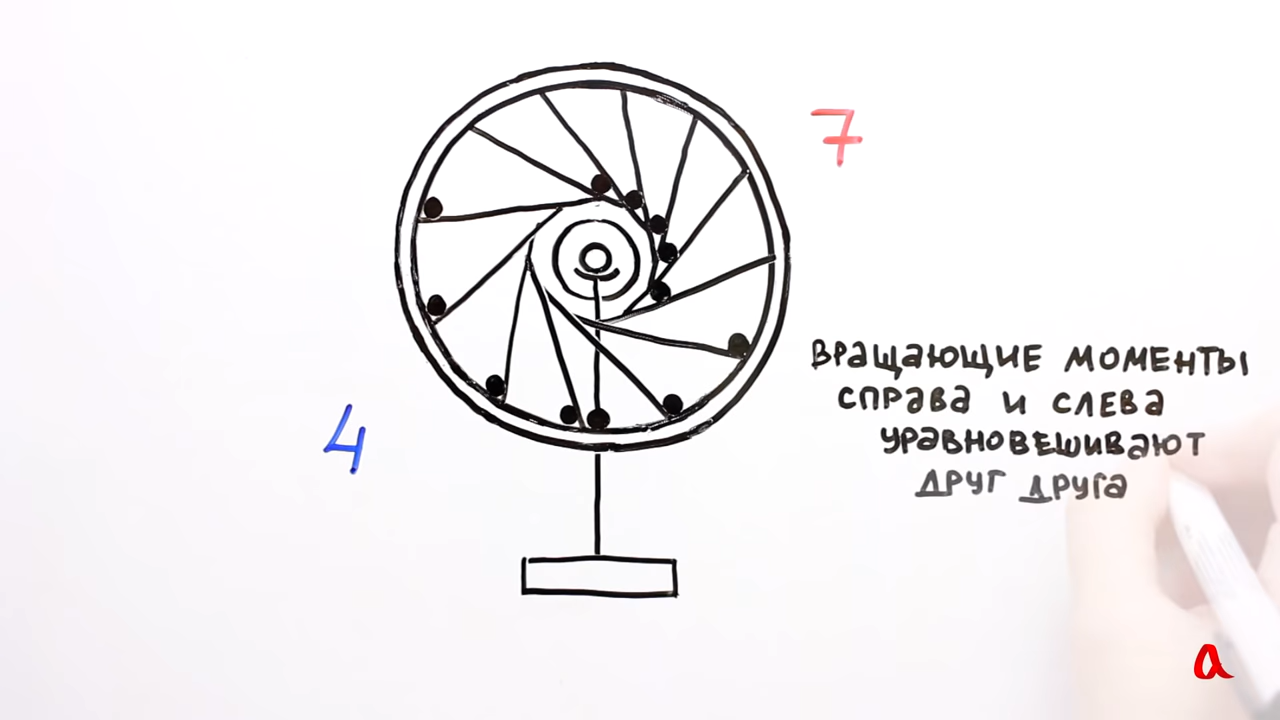 7
4
ВРАЩАЮЩИЕ МОМЕНТЫ
СПРАВА И СЛЕВА
УРАВНОВЕШИВАЮТ
ДРУГ ДРУГА
a